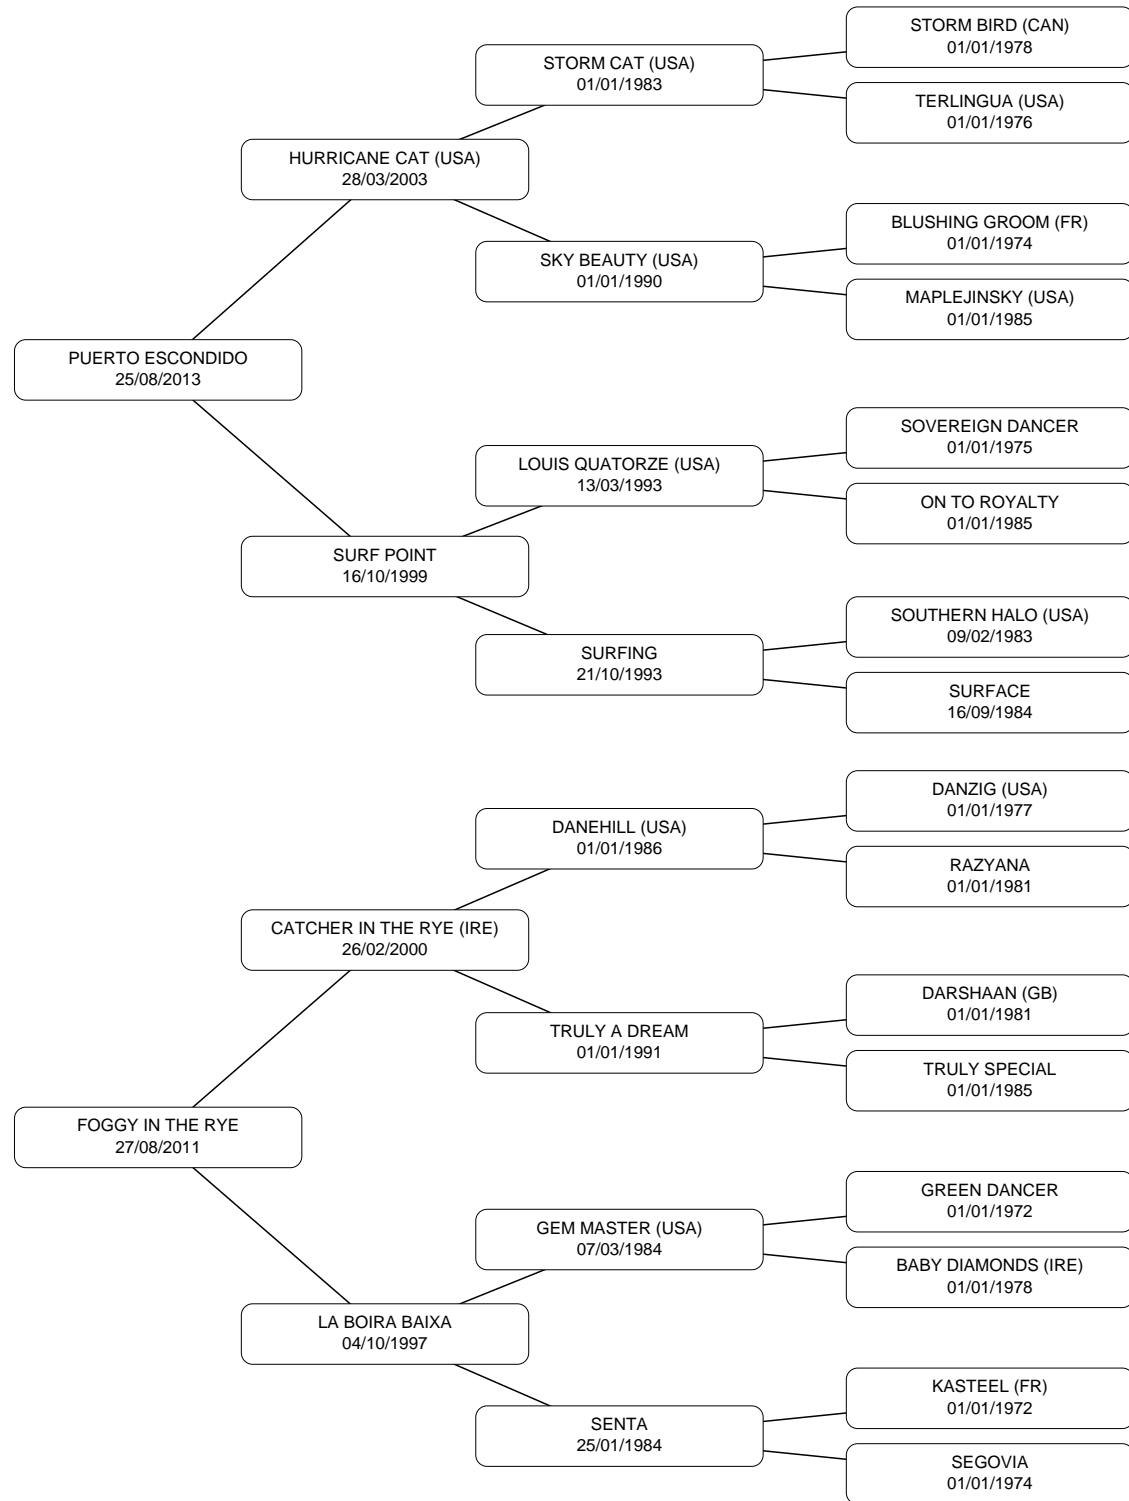 STORM BIRD (CAN)
01/01/1978
STORM CAT (USA)
01/01/1983
TERLINGUA (USA)
01/01/1976
HURRICANE CAT (USA)
28/03/2003
BLUSHING GROOM (FR)
01/01/1974
SKY BEAUTY (USA)
01/01/1990
MAPLEJINSKY (USA)
01/01/1985
PUERTO ESCONDIDO
25/08/2013
SOVEREIGN DANCER
01/01/1975
LOUIS QUATORZE (USA)
13/03/1993
ON TO ROYALTY
01/01/1985
SURF POINT
16/10/1999
SOUTHERN HALO (USA)
09/02/1983
SURFING
21/10/1993
SURFACE
16/09/1984
DANZIG (USA)
01/01/1977
DANEHILL (USA)
01/01/1986
RAZYANA
01/01/1981
CATCHER IN THE RYE (IRE)
26/02/2000
DARSHAAN (GB)
01/01/1981
TRULY A DREAM
01/01/1991
TRULY SPECIAL
01/01/1985
FOGGY IN THE RYE
27/08/2011
GREEN DANCER
01/01/1972
GEM MASTER (USA)
07/03/1984
BABY DIAMONDS (IRE)
01/01/1978
LA BOIRA BAIXA
04/10/1997
KASTEEL (FR)
01/01/1972
SENTA
25/01/1984
SEGOVIA
01/01/1974